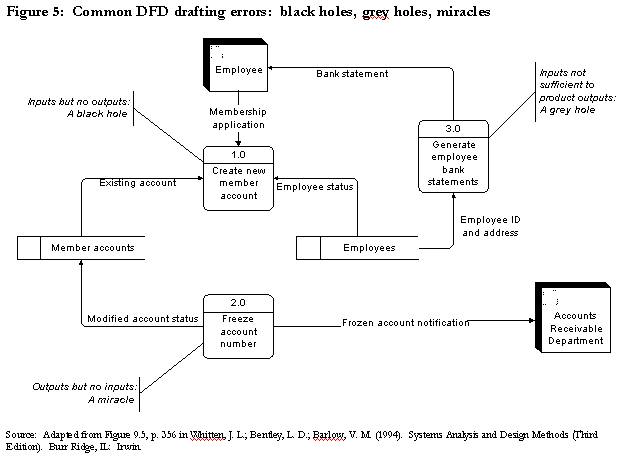 Figure 5: Common DFD drafting errors: black holes, grey holes, miracles
Employee
Bank statement
Inputs not
sufficient to
product outputs:
A grey hole
Inputs but no outputs:
A black hole
Membership
application
3.0
Generate
employee
bank
statements
1.0
Create new
member
account
Existing account
Employee status
Employee ID
and address
Member accounts
Employees
2.0
Freeze
account
number
Modified account status
Frozen account notification
Accounts
Receivable
Department
Outputs but no inputs:
A miracle
Source: Adapted from Figure 9.5, p. 356 in Whitten, J. L.; Bentley, L. D.; Barlow, V. M. (1994). Systems Analysis and Design Methods (Third
Edition). Burr Ridge, IL: Irwin.